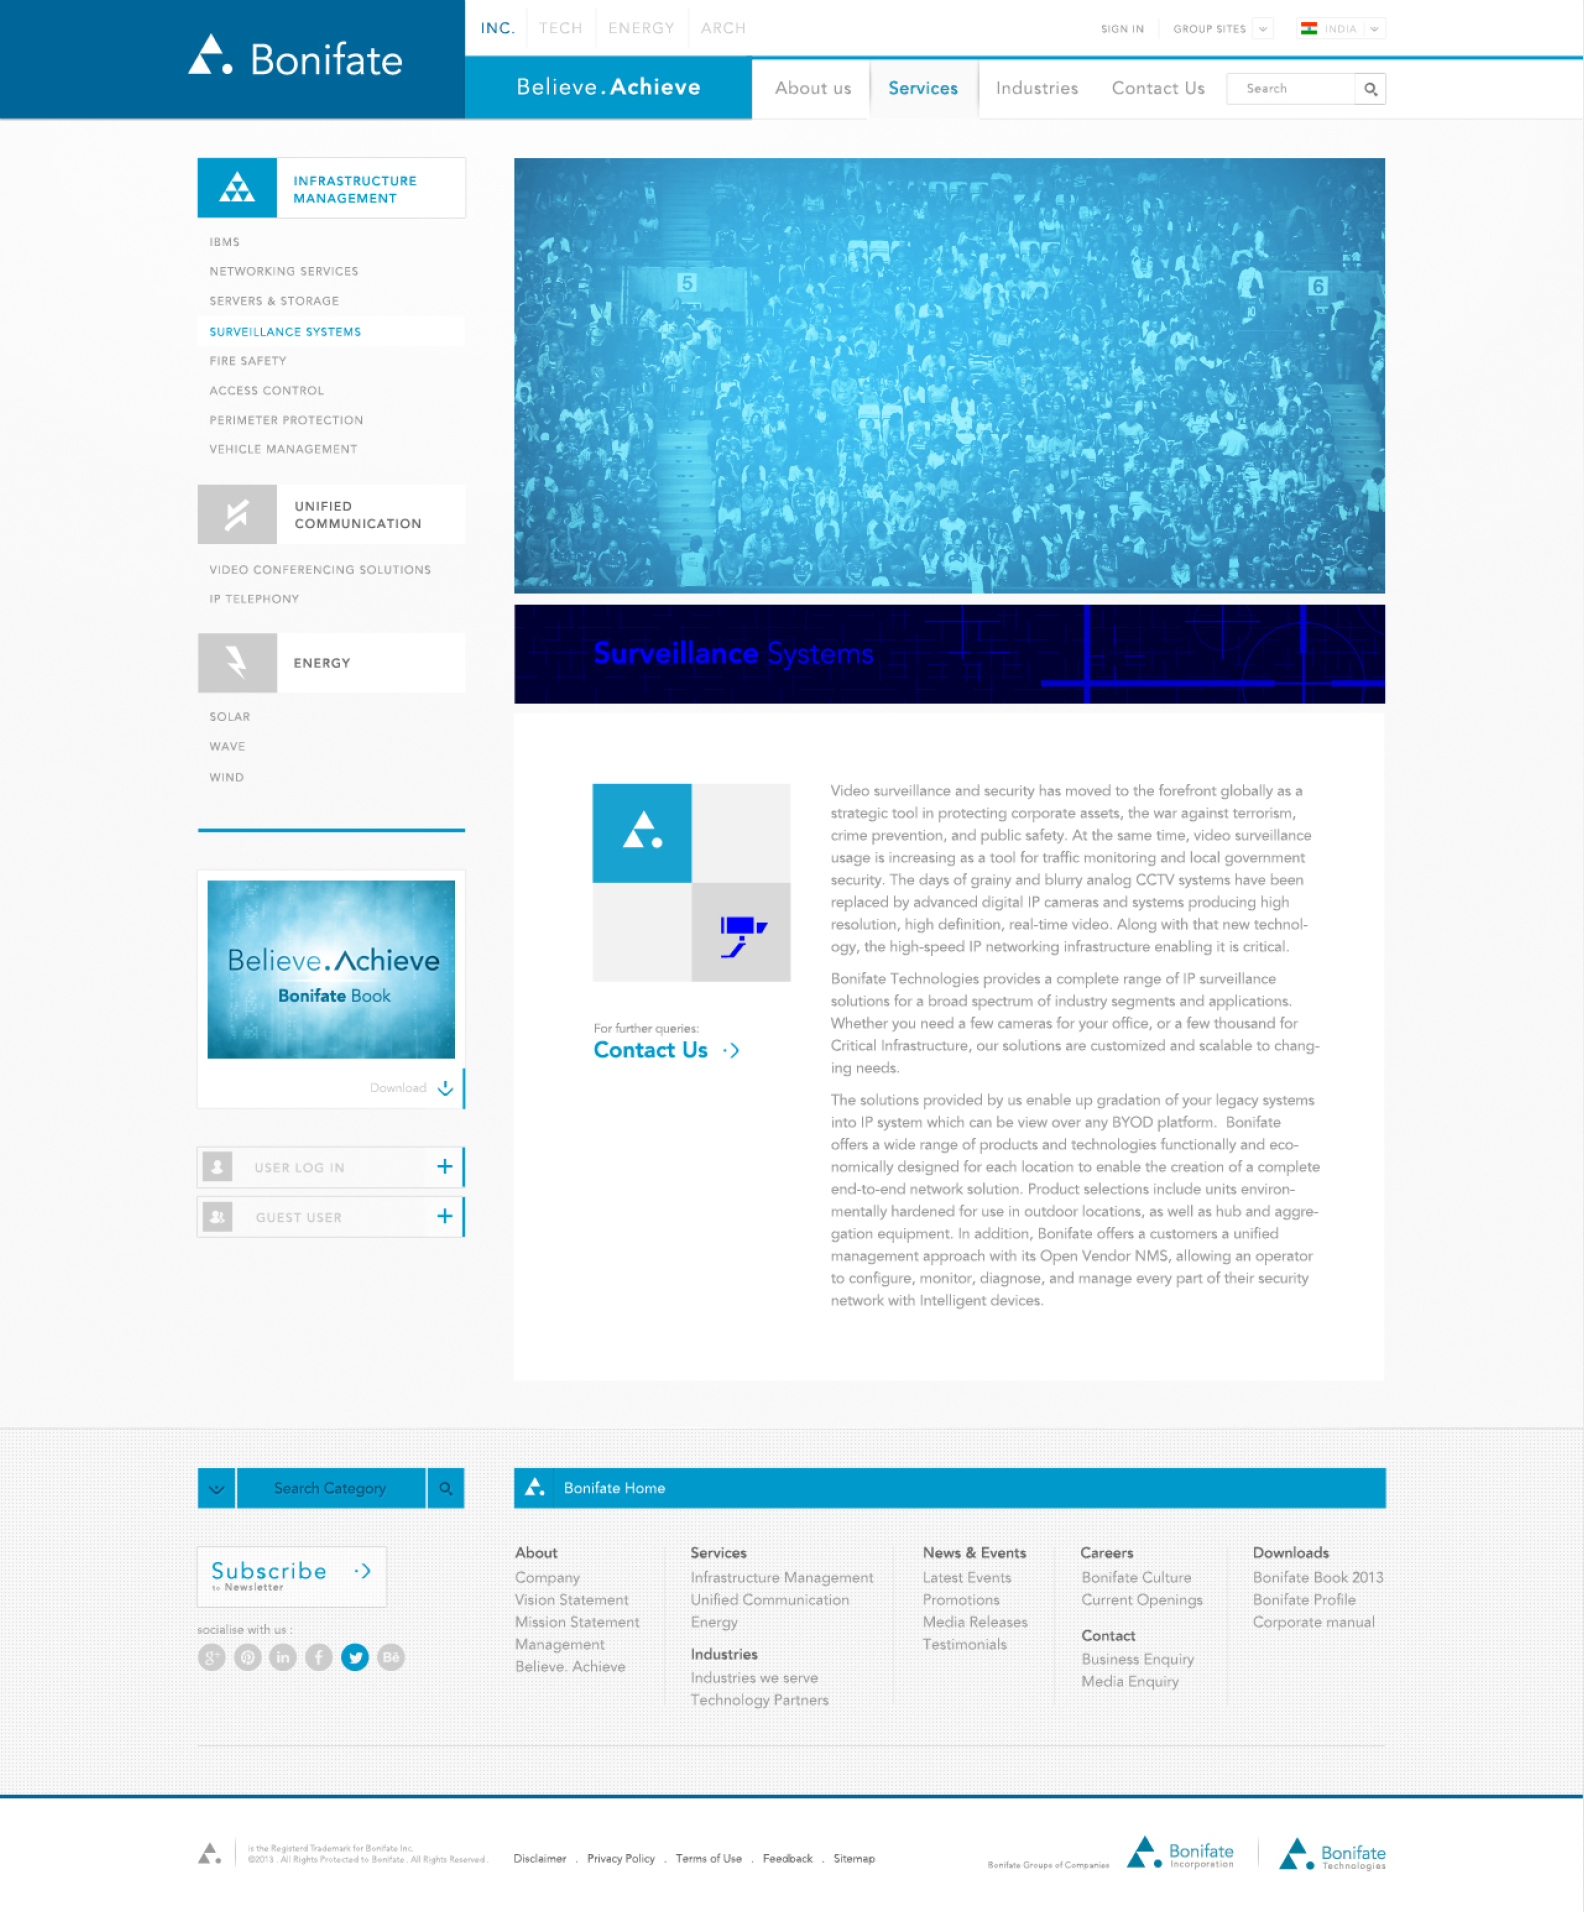 Bonifate
INC.
TECH
ENERGY
ARCH
SIGN IN
GROUP SITES
INDIA
Believe.Achieve
About us
Services
Industries
Contact Us
Search
INFRASTRUCTURE
MANAGEMENT
IBMS
NETWORKING SERVICES
SERVERS & STORAGE
SURVEILLANCE SYSTEMS
FIRE SAFETY
ACCESS CONTROL
PERIMETER PROTECTION
VEHICLE MANAGEMENT
UNIFIED
COMMUNICATION
VIDEO CONFERENCING SOLUTIONS
IP TELEPHONY
ENERGY
SOLAR
WAVE
WIND
Believe.Achieve
Bonifate Book
Download
USER LOG IN
GUEST USER
5
6
Surveillance Systems
For further queries:
Contact Us
Video surveillance and security has moved to the forefront globally as a
strategic tool in protecting corporate assets, the war against terrorism,
crime prevention, and public safety. At the same time, video surveillance
usage is increasing as a tool for traffic monitoring and local government
security. The days of grainy and blurry analog CCTV systems have been
replaced by advanced digital IP cameras and systems producing high
resolution, high definition, real-time video. Along with that new technol-
ogy, the high-speed IP networking infrastructure enabling it is critical.
Bonifate Technologies provides a complete range of IP surveillance
solutions for a broad spectrum of industry segments and applications.
Whether you need a few cameras for your office, or a few thousand for
Critical Infrastructure, our solutions are customized and scalable to chang-
ing needs.
The solutions provided by us enable up gradation of your legacy systems
into IP system which can be view over any BYOD platform. Bonifate
offers a wide range of products and technologies functionally and eco-
nomically designed for each location to enable the creation of a complete
end-to-end network solution. Product selections include units environ-
mentally hardened for use in outdoor locations, as well as hub and aggre-
gation equipment. In addition, Bonifate offers a customers a unified
management approach with its Open Vendor NMS, allowing an operator
to configure, monitor, diagnose, and manage every part of their security
network with Intelligent devices.
Search Category
Subscribe
to Newsletter
socialise with us :
g+
in
f
Bē
Bonifate Home
About
Company
Vision Statement
Mission Statement
Management
Believe. Achieve
Services
Infrastructure Management
Unified Communication
Energy
Industries
Industries we serve
Technology Partners
News & Events
Latest Events
Promotions
Media Releases
Testimonials
Careers
Bonifate Culture
Current Openings
Contact
Business Enquiry
Media Enquiry
Downloads
Bonifate Book 2013
Bonifate Profile
Corporate manual
is the Registerd Trademark for Bonifate Inc.
©2013 . All Rights Protected to Bonifate . All Rights Reserved.
Disclaimer . Privacy Policy . Terms of Use . Feedback . Sitemap
Bonifate Groups of Companies
Bonifate
Incorporation
Bonifate
Technologies